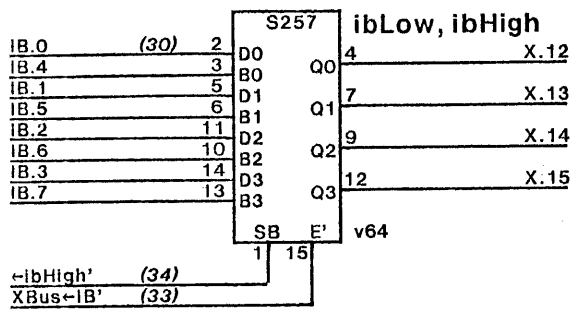 S257 ibLow, ibHigh
IB.0 (30) 2 D0 Q0 4 X.12
IB.4 3 B0
IB.1 5 D1 Q1 7 X.13
IB.5 6 B1
IB.2 11 D2 Q2 9 X.14
IB.6 10 B2
IB.3 14 D3 Q3 12 X.15
IB.7 13 B3
SB E' v64
1 15
←ibHigh' (34)
XBus←IB' (33)